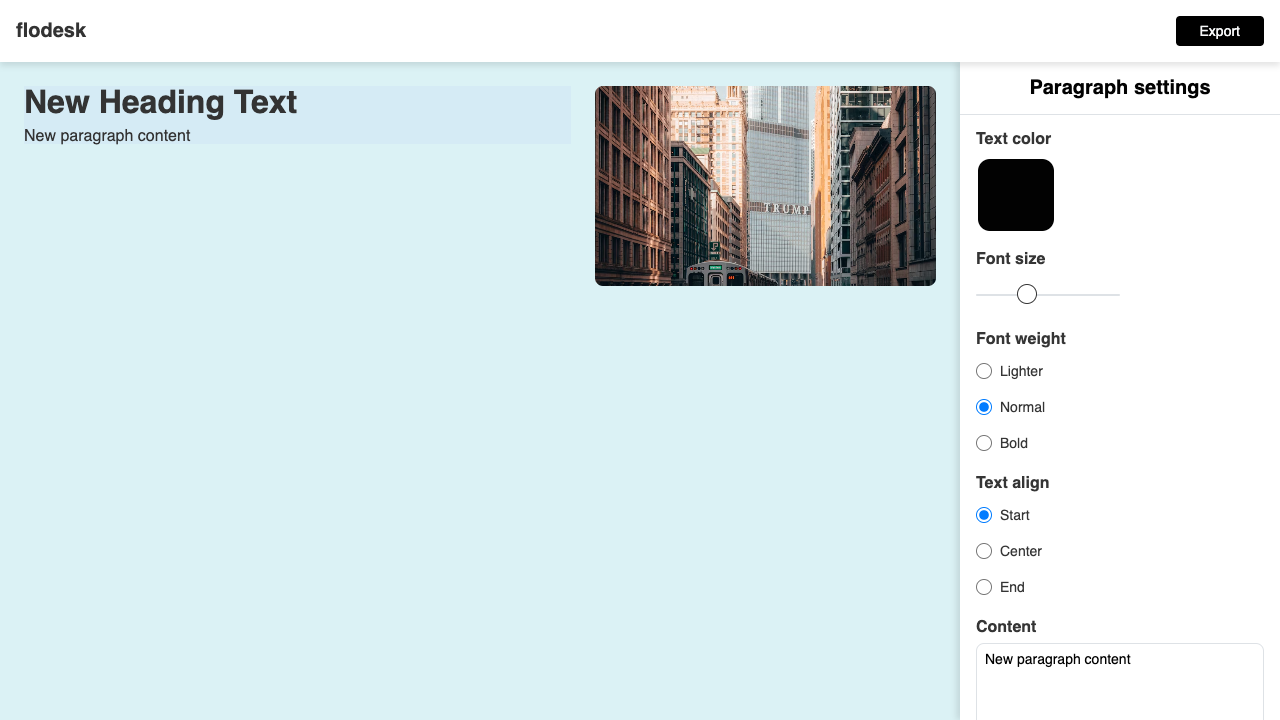 flodesk
Export
New Heading Text
New paragraph content
TRUMP
Paragraph settings
Text color
Font size
Font weight
Lighter
Normal
Bold
Text align
Start
Center
End
Content
New paragraph content